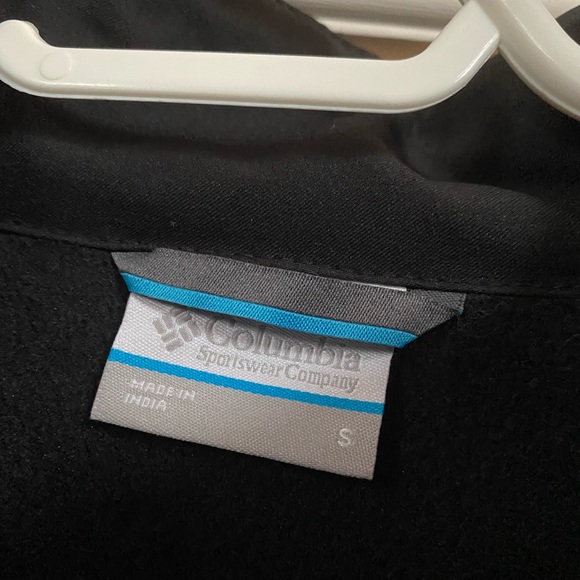 Columbia
Sportswear Company
MADE IN
INDIA
S